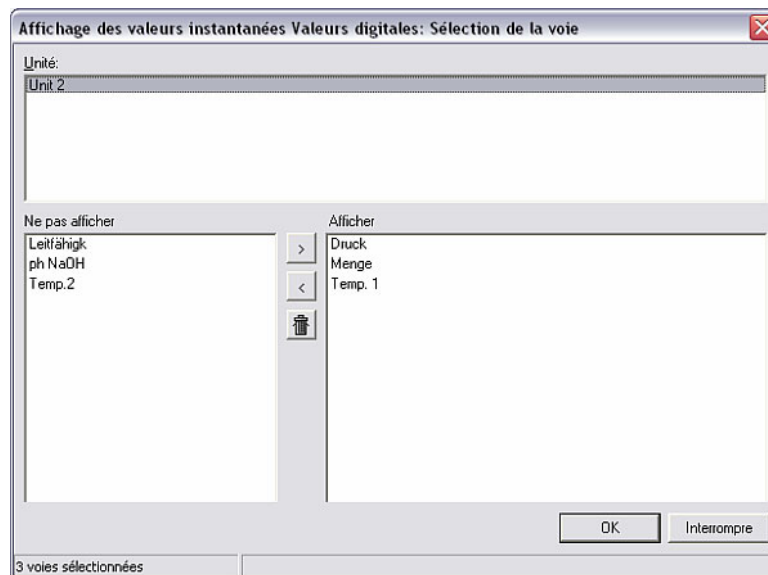 Affichage des valeurs instantanées Valeurs digitales: Sélection de la voie
Unité:
Unit 2
Ne pas afficher
Leitfähigk
ph NaOH
Temp.2
>
<
Afficher
Druck
Menge
Temp. 1
OK
Interrompre
3 voies sélectionnées